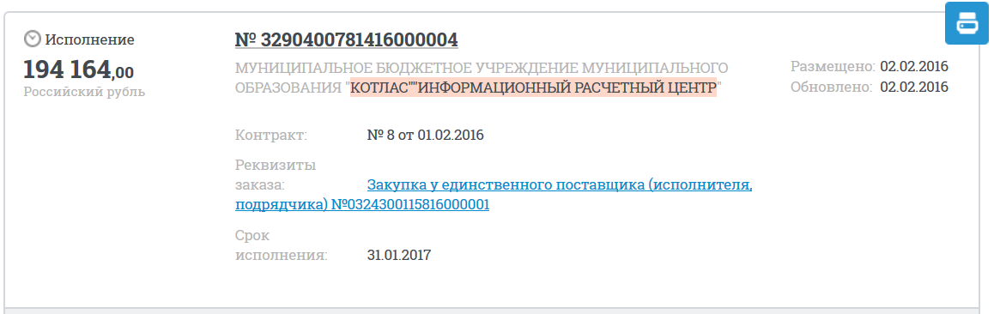 Исполнение
194 164,00
Российский рубль
№ 3290400781416000004
МУНИЦИПАЛЬНОЕ БЮДЖЕТНОЕ УЧРЕЖДЕНИЕ МУНИЦИПАЛЬНОГО
ОБРАЗОВАНИЯ "КОТЛАС""ИНФОРМАЦИОННЫЙ РАСЧЕТНЫЙ ЦЕНТР"
Размещено: 02.02.2016
Обновлено: 02.02.2016
Контракт: № 8 от 01.02.2016
Реквизиты
заказа: Закупка у единственного поставщика (исполнителя,
подрядчика) №0324300115816000001
Срок
исполнения: 31.01.2017